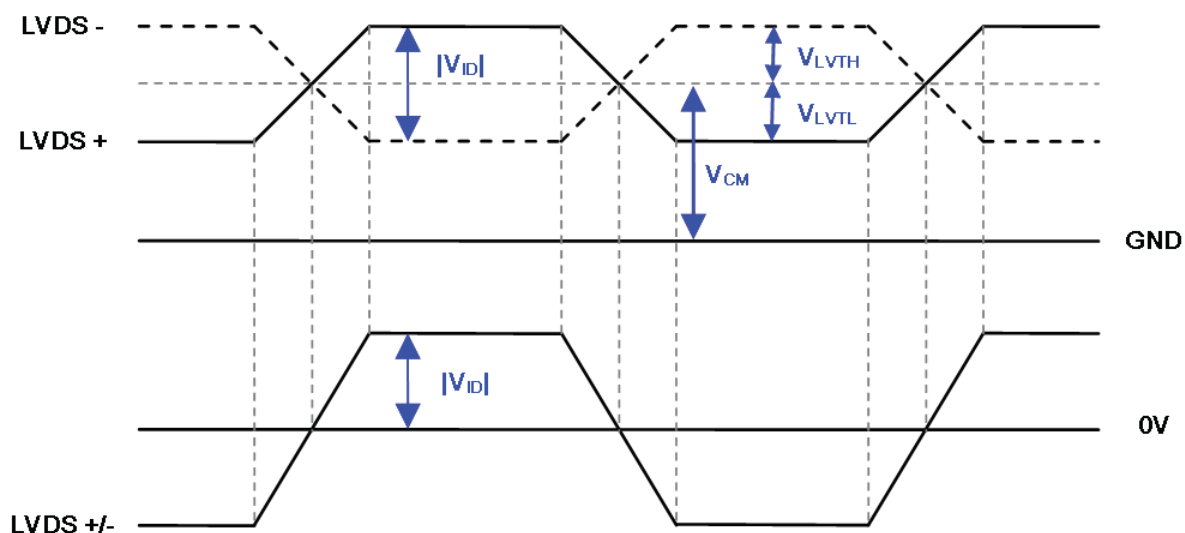 LVDS -
|VID|
VLVTH
VLVTL
LVDS +
VCM
GND
|VID|
0V
LVDS +/-